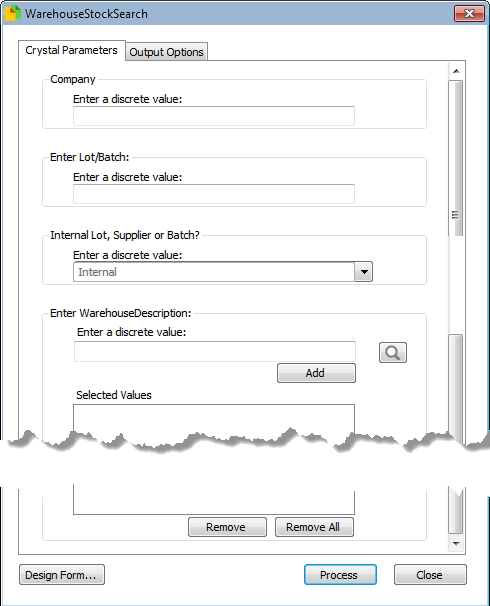 WarehouseStockSearch
Crystal Parameters
Output Options
Company
Enter a discrete value:
Enter Lot/Batch:
Enter a discrete value:
Internal Lot, Supplier or Batch?
Enter a discrete value:
Internal
Enter WarehouseDescription:
Enter a discrete value:
Add
Selected Values
Remove
Remove All
Design Form...
Process
Close